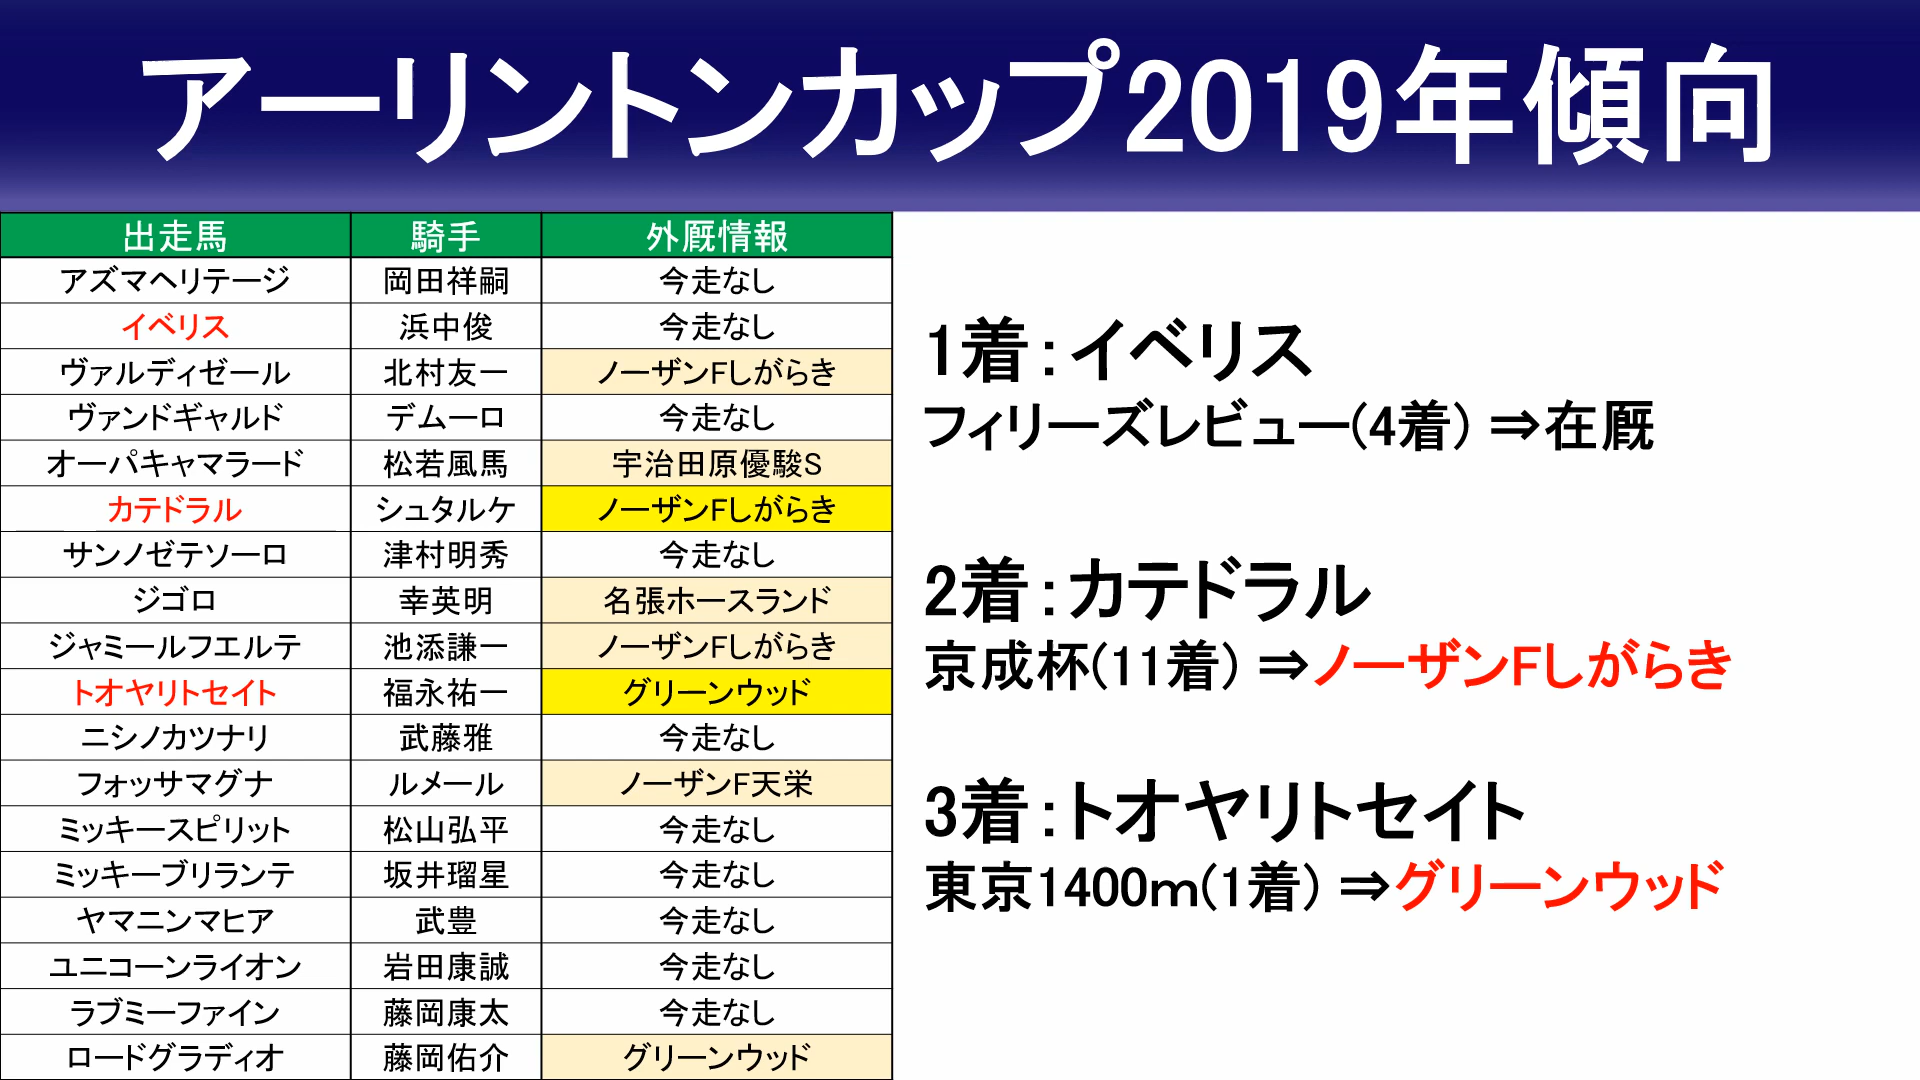 アーリントンカップ2019年傾向
出走馬 騎手 外厩情報
アズマヘリテージ 岡田祥嗣 今走なし
イベリス 浜中俊 今走なし
ヴァルディゼール 北村友一 ノーザンFしがらき
ヴァンドギャルド デムーロ 今走なし
オーパキャマラード 松若風馬 宇治田原優駿S
カテドラル シュタルケ ノーザンFしがらき
サンノゼテソーロ 津村明秀 今走なし
ジゴロ 幸英明 名張ホースランド
ジャミールフエルテ 池添謙一 ノーザンFしがらき
トオヤリトセイト 福永祐一 グリーンウッド
ニシノカツナリ 武藤雅 今走なし
フォッサマグナ ルメール ノーザンF天栄
ミッキースピリット 松山弘平 今走なし
ミッキーブリランテ 坂井瑠星 今走なし
ヤマニンマヒア 武豊 今走なし
ユニコーンライオン 岩田康誠 今走なし
ラブミーファイン 藤岡康太 今走なし
ロードグラディオ 藤岡佑介 グリーンウッド
1着：イベリス
フィリーズレビュー(4着)⇒在厩
2着：カテドラル
京成杯(11着)⇒ノーザンFしがらき
3着：トオヤリトセイト
東京1400m(1着)⇒グリーンウッド